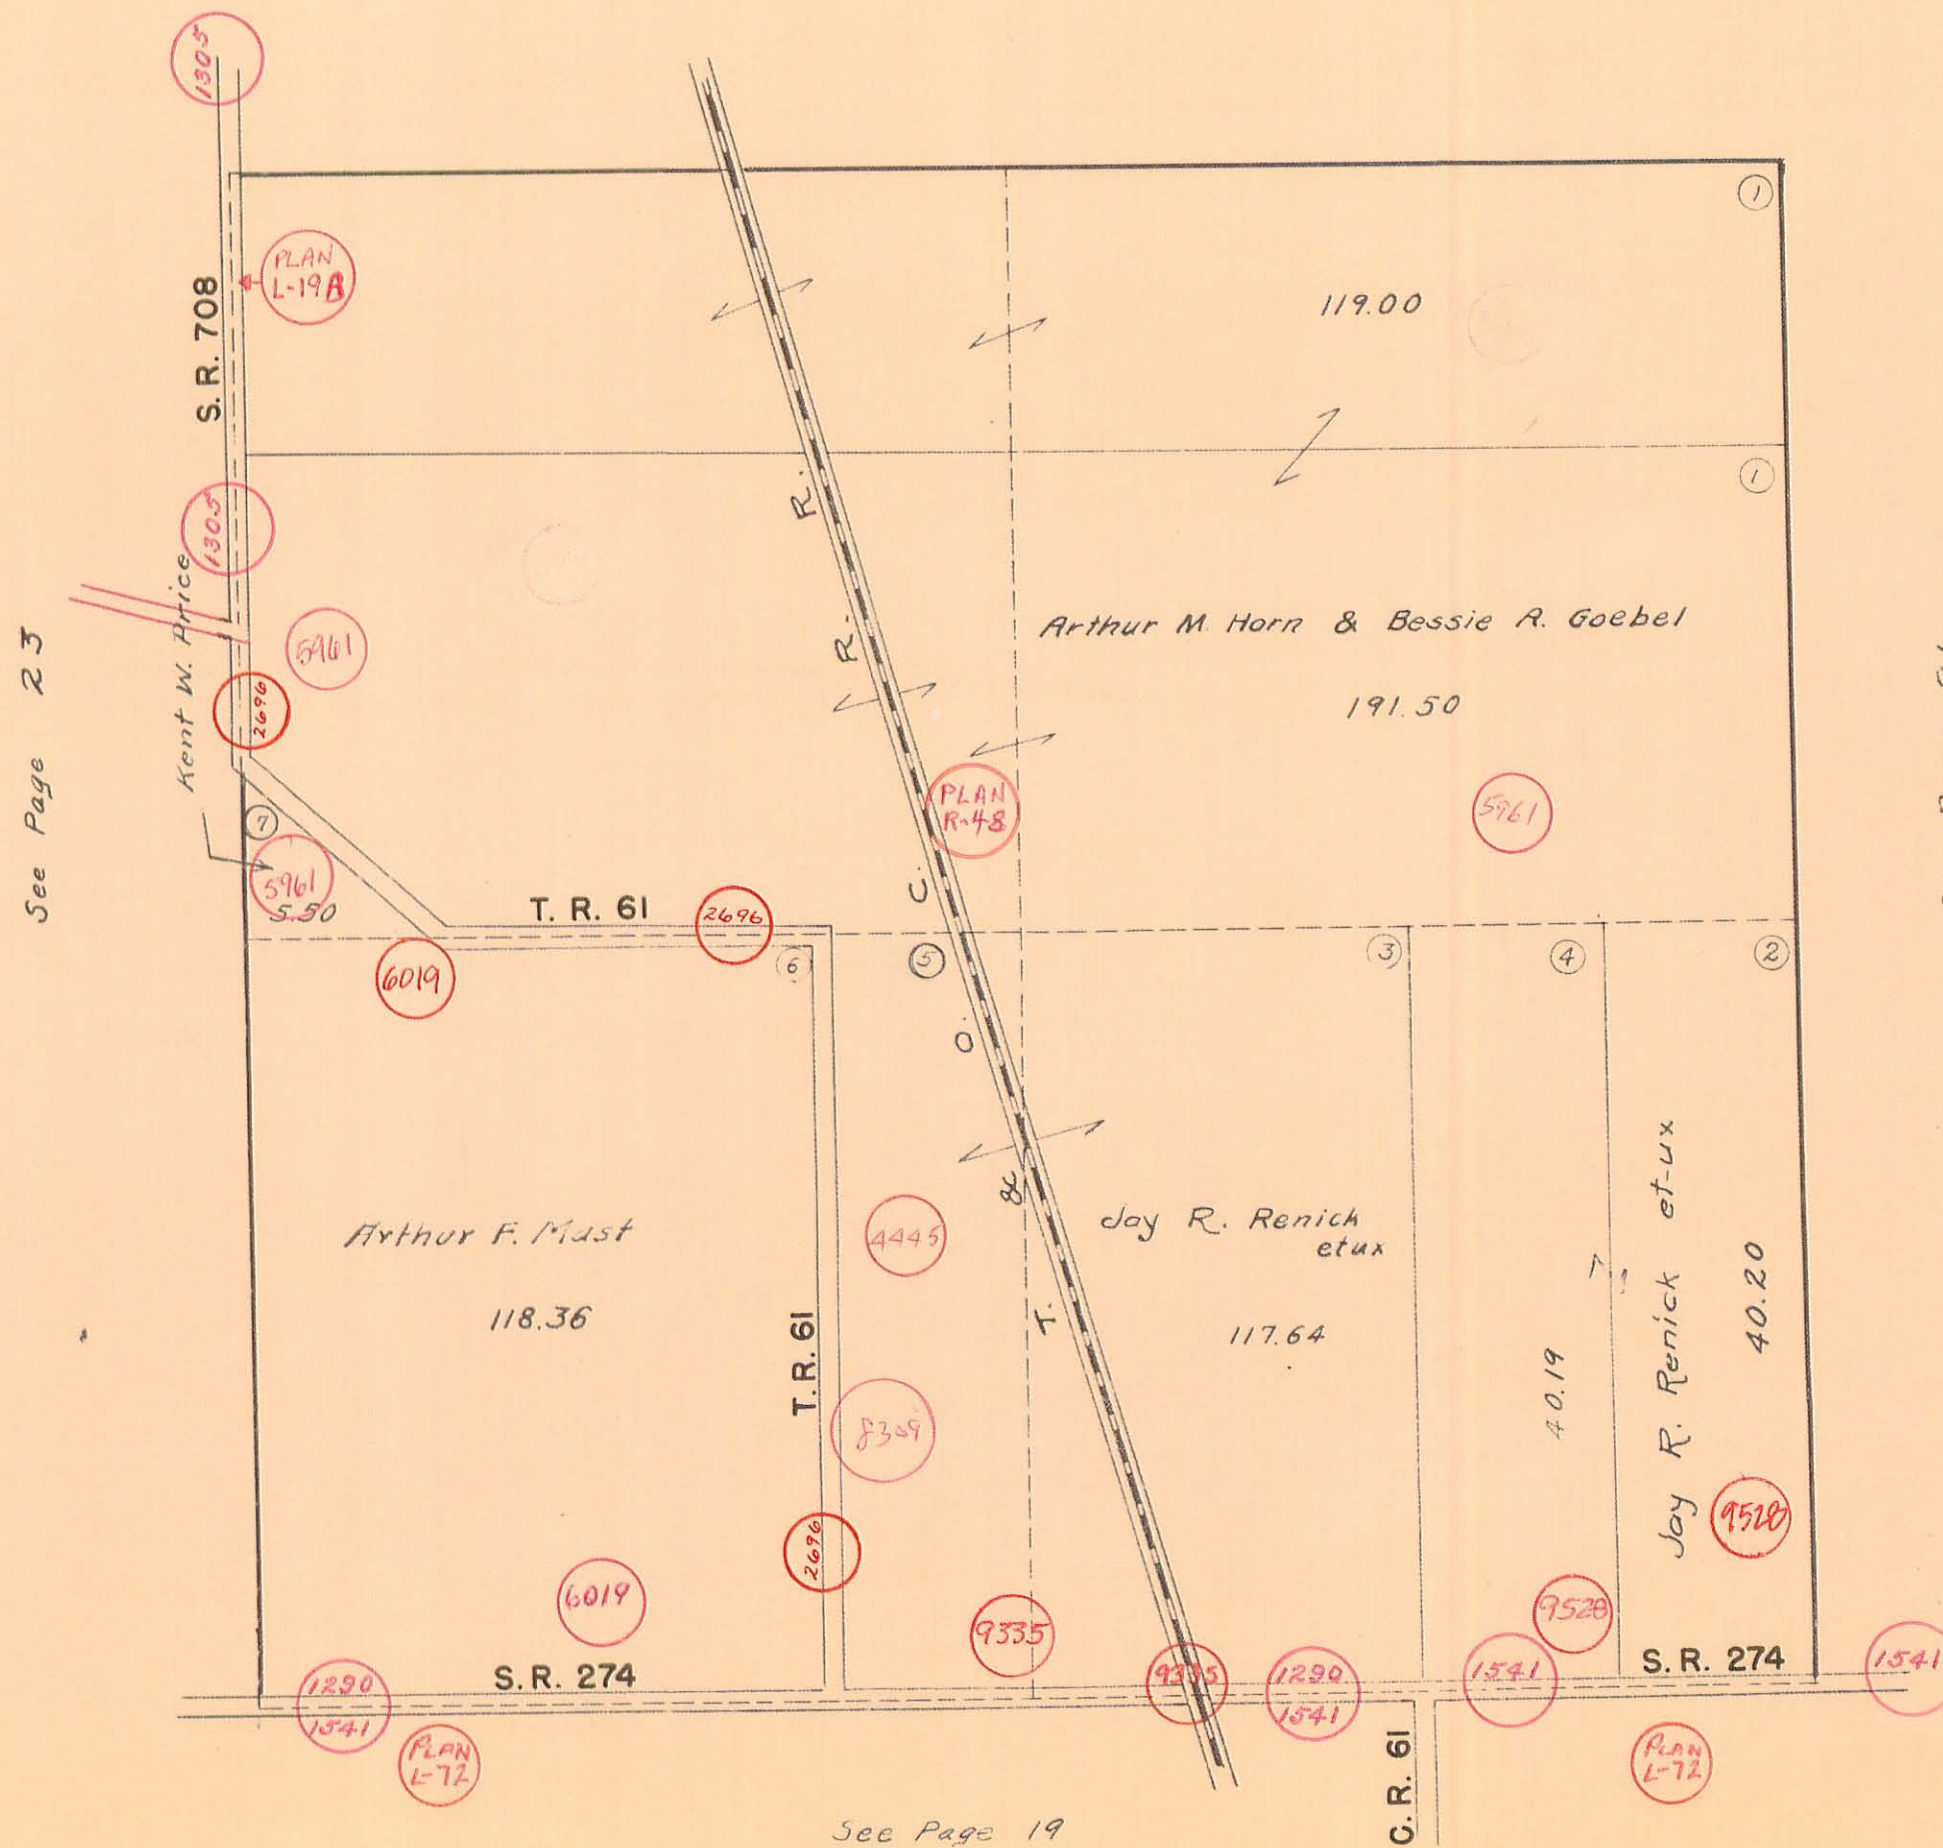 1305
PLAN
L-19A
S. R. 708
1
119.00
1305
1
R. R.
Kent W. Price
5961
Arthur M. Horn & Bessie A. Goebel
191.50
See Page 23
2696
PLAN
R-48
5961
7
5961
5.50
T. R. 61
2696
6019
6
5
3
4
2
T. & O. C.
Arthur F. Mast
118.36
4445
Jay R. Renick
etux
117.64
T. R. 61
8309
40.19
Jay R. Renick et-ux
40.20
9528
2696
6019
9335
9528
S. R. 274
1290
1541
9335
1290
1541
1541
S. R. 274
1541
PLAN
L-72
C. R. 61
PLAN
L-72
See Page 19